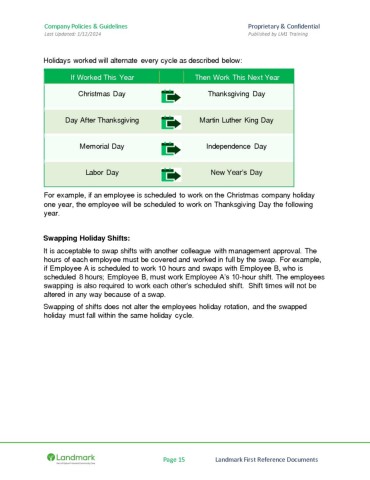 Company Policies & Guidelines Proprietary & Confidential
Last Updated: 1/12/2024 Published by LM1 Training
Holidays worked will alternate every cycle as described below:
If Worked This Year Then Work This Next Year
Christmas Day Thanksgiving Day
Day After Thanksgiving Martin Luther King Day
Memorial Day Independence Day
Labor Day New Year's Day
For example, if an employee is scheduled to work on the Christmas company holiday
one year, the employee will be scheduled to work on Thanksgiving Day the following
year.
Swapping Holiday Shifts:
It is acceptable to swap shifts with another colleague with management approval. The
hours of each employee must be covered and worked in full by the swap. For example,
if Employee A is scheduled to work 10 hours and swaps with Employee B, who is
scheduled 8 hours; Employee B, must work Employee A's 10-hour shift. The employees
swapping is also required to work each other's scheduled shift. Shift times will not be
altered in any way because of a swap.
Swapping of shifts does not alter the employees holiday rotation, and the swapped
holiday must fall within the same holiday cycle.
Landmark
Page 15 Landmark First Reference Documents